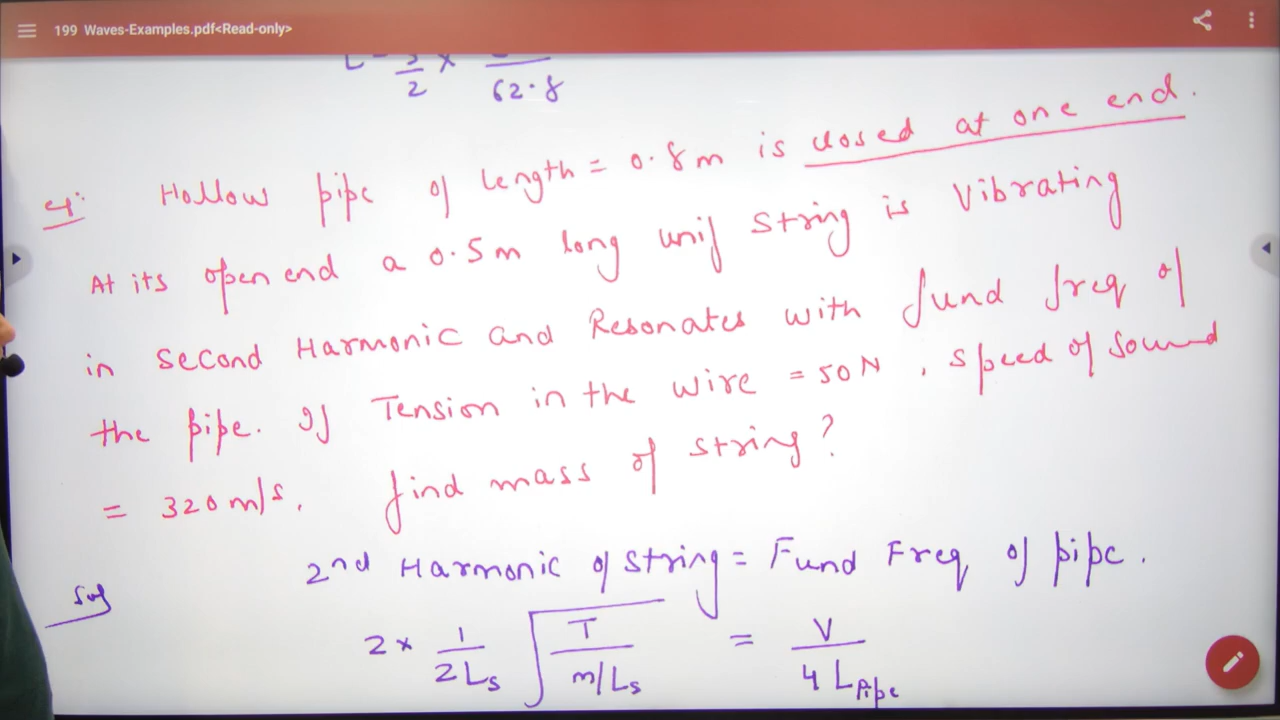 199 Waves-Examples.pdf<Read-only>
62.8
Hollow pipe of length = 0.8m is closed at one end.
At its open end a 0.5m long unif string is vibrating
in second Harmonic and Resonates with fund freq of
the pipe. If Tension in the wire = 50N, speed of sound
= 320 m/s. find mass of string?
Sol 2nd Harmonic of string = Fund Freq of pipe.
2 × 1/2Ls √T/m/Ls = V/4 LPipe